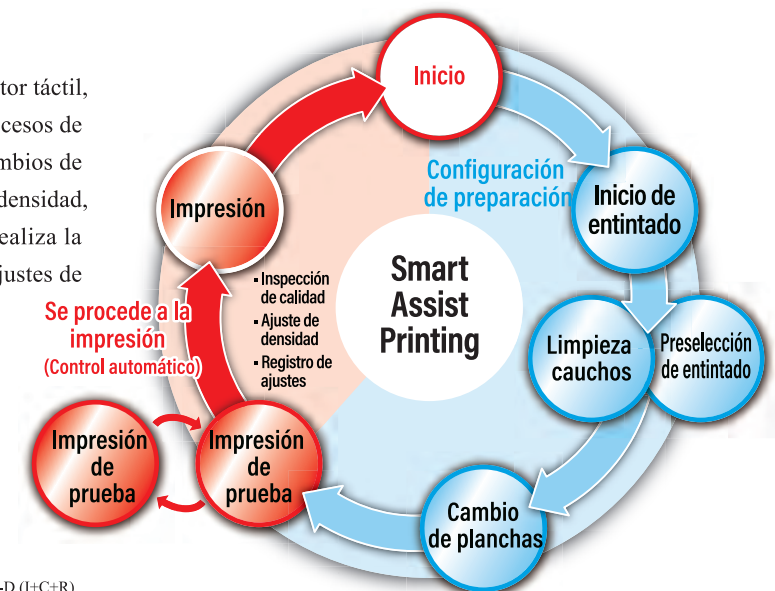 tor táctil,
cesos de
mbios de
densidad,
ealiza la
justes de
Inicio
Configuración
de preparación
Inicio de
entintado
Limpieza
cauchos
Preselección
de entintado
Cambio
de planchas
Impresión
de
prueba
Impresión
de
prueba
Se procede a la
impresión
(Control automático)
Impresión
▪ Inspección
de calidad
▪ Ajuste de
densidad
▪ Registro de
ajustes
Smart
Assist
Printing
-D (I+C+R)